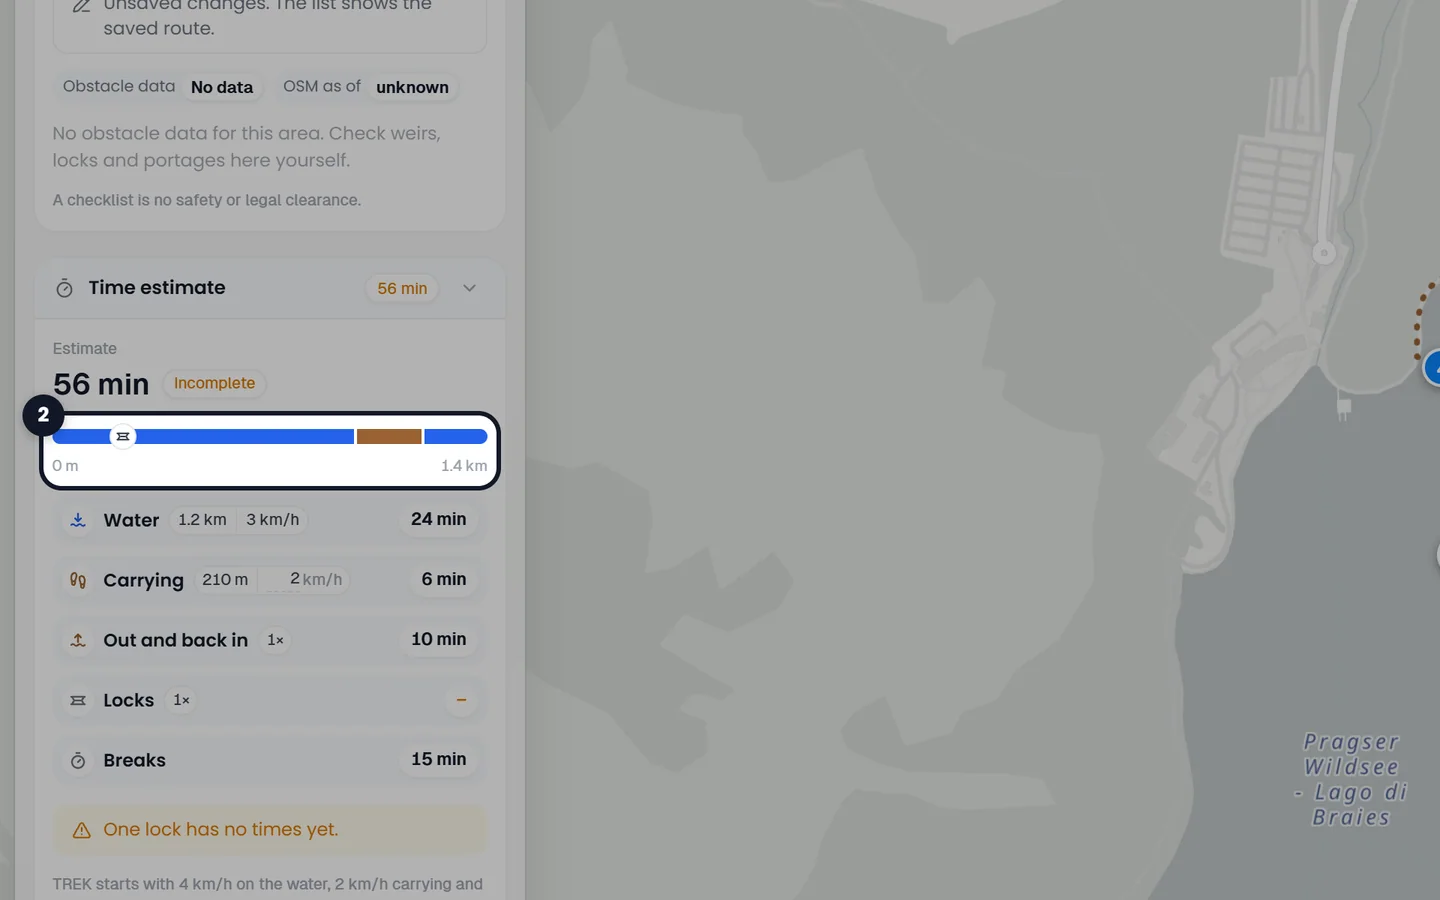 Unsaved changes. The list shows the
saved route.
Obstacle data No data OSM as of unknown
No obstacle data for this area. Check weirs,
locks and portages here yourself.
A checklist is no safety or legal clearance.
Time estimate 56 min
Estimate
56 min Incomplete
2
0 m 1.4 km
Water 1.2 km 3 km/h 24 min
Carrying 210 m 2 km/h 6 min
Out and back in 1× 10 min
Locks 1× –
Breaks 15 min
One lock has no times yet.
TREK starts with 4 km/h on the water, 2 km/h carrying and
Pragser
Wildsee
- Lago di
Braies